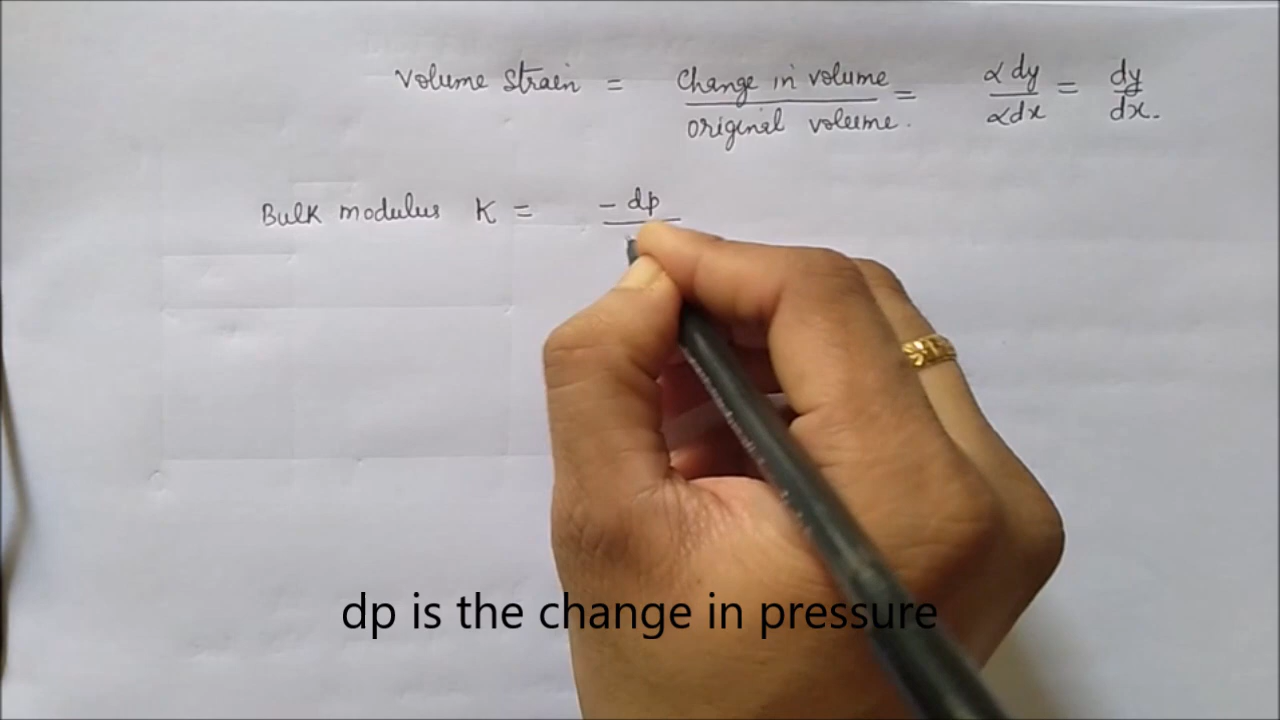 Volume Strain = Change in volume / original volume. = α dy / α dx = dy / dx.
Bulk modulus K = - dp
dp is the change in pressure